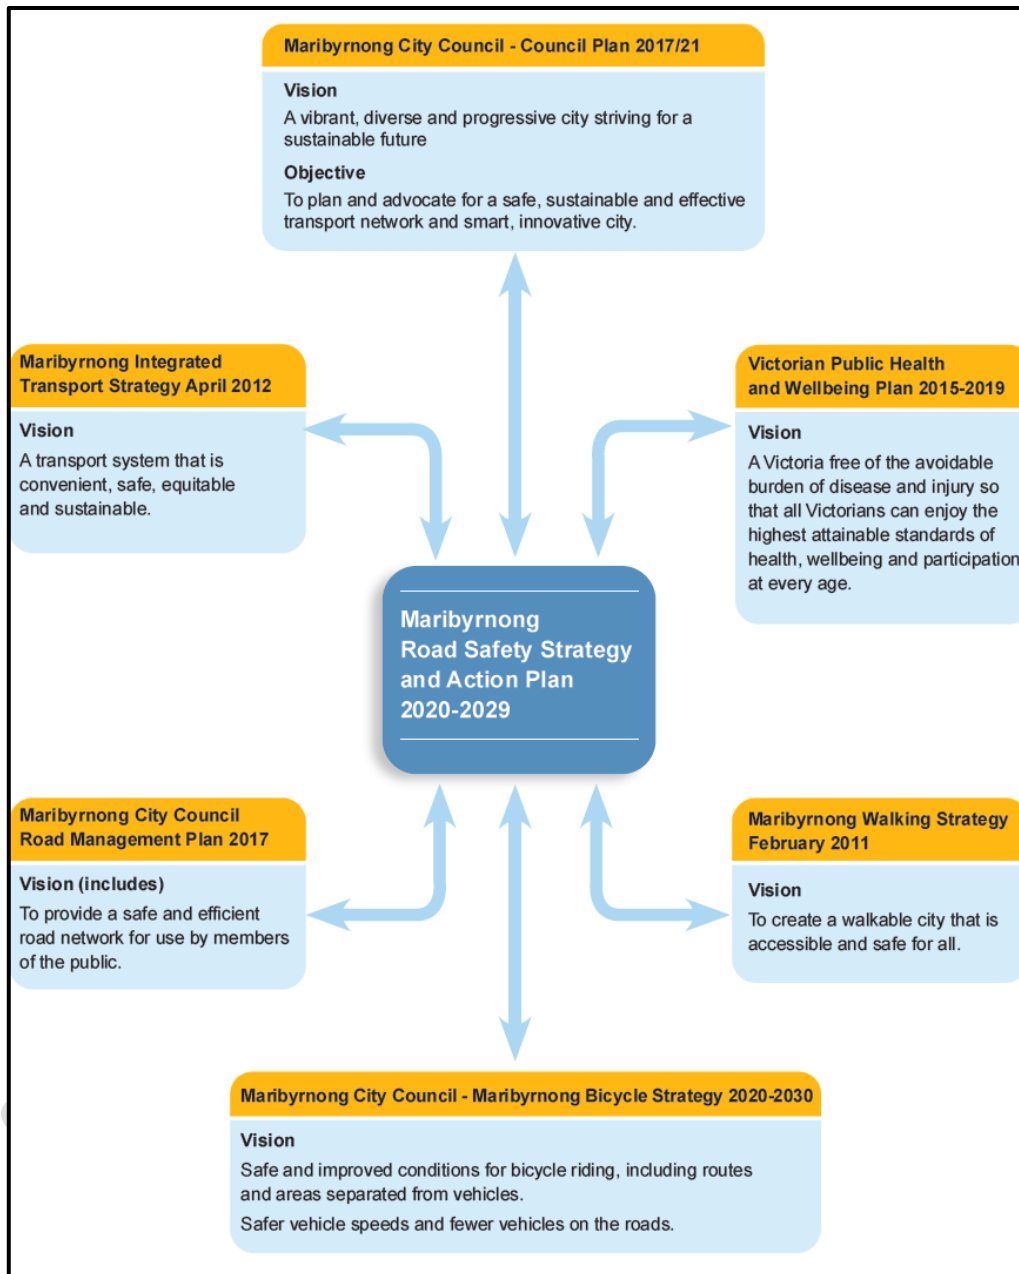 Maribyrnong City Council - Council Plan 2017/21
Vision
A vibrant, diverse and progressive city striving for a
sustainable future
Objective
To plan and advocate for a safe, sustainable and effective
transport network and smart, innovative city.
Maribyrnong Integrated
Transport Strategy April 2012
Vision
A transport system that is
convenient, safe, equitable
and sustainable.
Victorian Public Health
and Wellbeing Plan 2015-2019
Vision
A Victoria free of the avoidable
burden of disease and injury so
that all Victorians can enjoy the
highest attainable standards of
health, wellbeing and participation
at every age.
Maribyrnong
Road Safety Strategy
and Action Plan
2020-2029
Maribyrnong City Council
Road Management Plan 2017
Vision (includes)
To provide a safe and efficient
road network for use by members
of the public.
Maribyrnong Walking Strategy
February 2011
Vision
To create a walkable city that is
accessible and safe for all.
Maribyrnong City Council - Maribyrnong Bicycle Strategy 2020-2030
Vision
Safe and improved conditions for bicycle riding, including routes
and areas separated from vehicles.
Safer vehicle speeds and fewer vehicles on the roads.